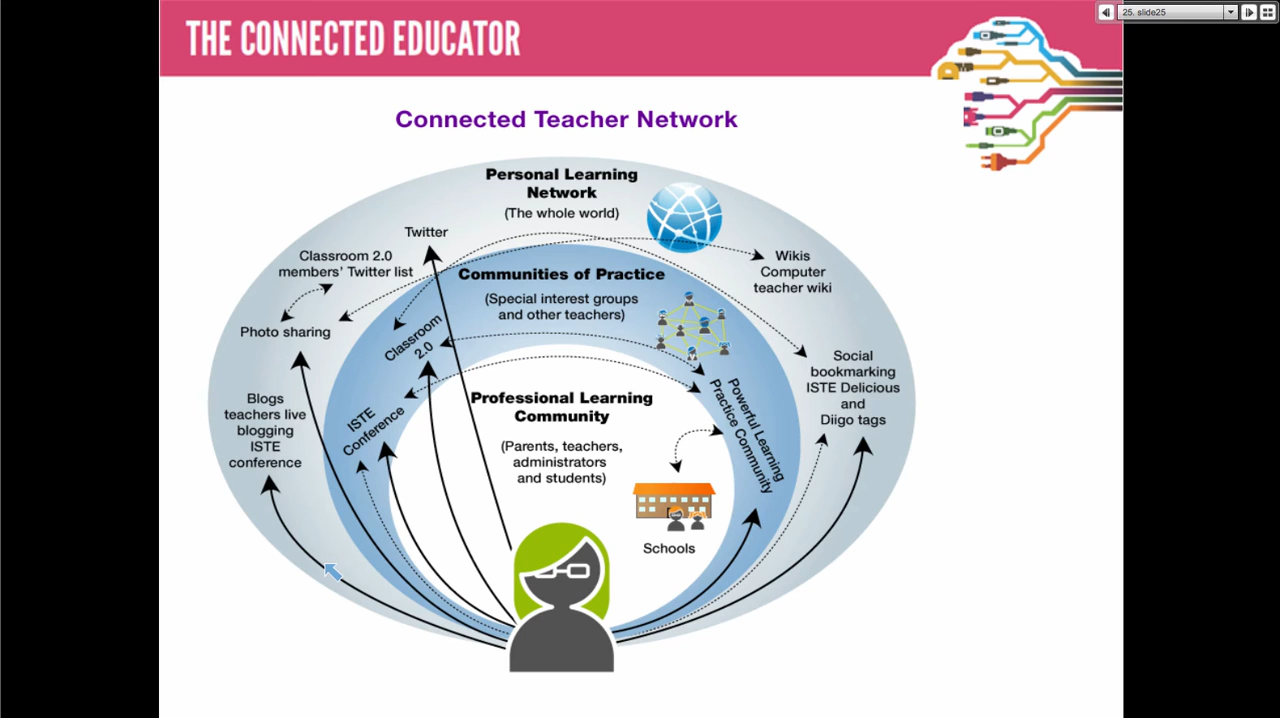 25. slide25
THE CONNECTED EDUCATOR
Connected Teacher Network
Personal Learning
Network
(The whole world)
Twitter
Classroom 2.0
members' Twitter list
Wikis
Computer
teacher wiki
Communities of Practice
(Special interest groups
and other teachers)
Photo sharing
Classroom
2.0
Social
bookmarking
ISTE Delicious
and
Diigo tags
Blogs
teachers live
blogging
ISTE
conference
ISTE
Conference
Professional Learning
Community
(Parents, teachers,
administrators
and students)
Powerful Learning
Practice Community
Schools